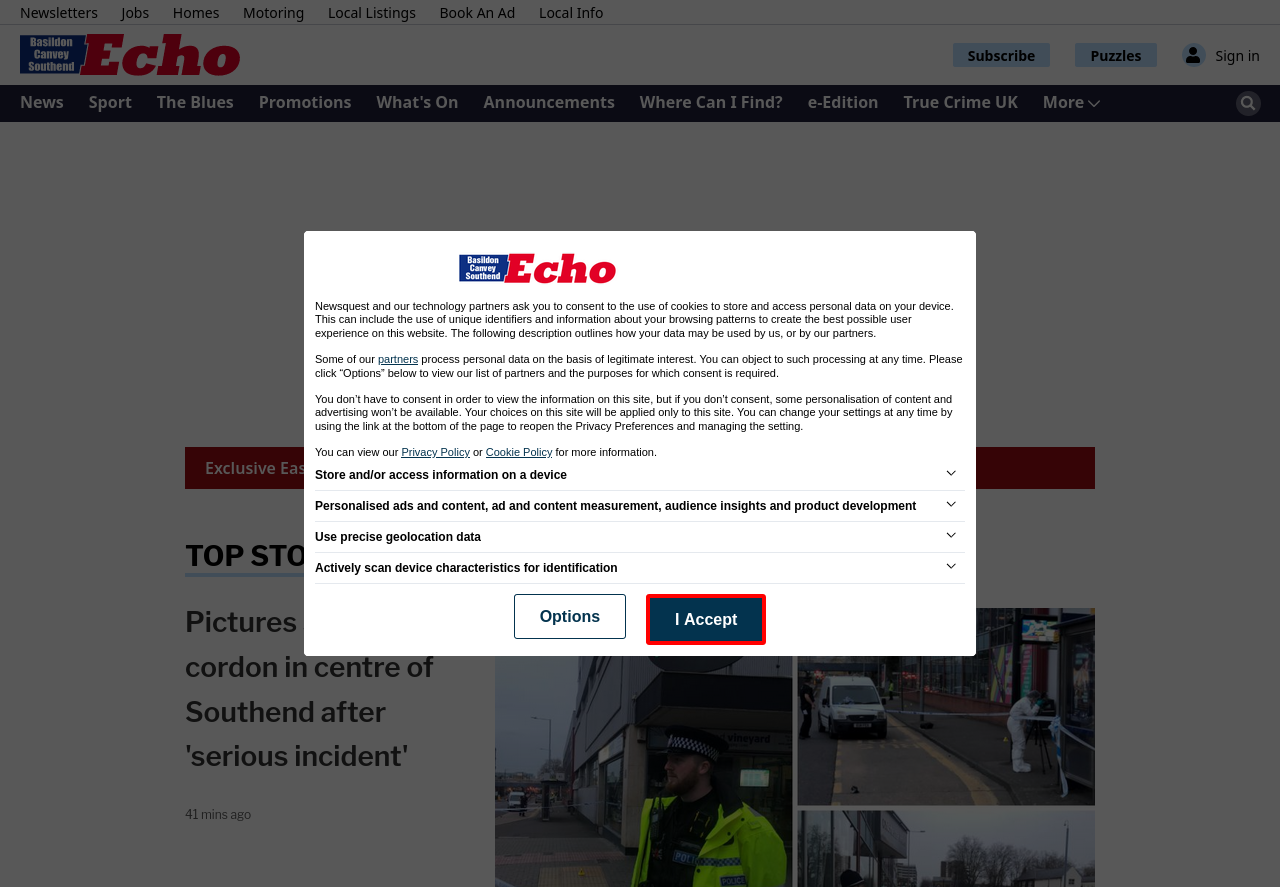 Newsletters Jobs Homes Motoring Local Listings Book An Ad Local Info
Basildon
Canvey
Southend
Echo
Subscribe Puzzles Sign in
News Sport The Blues Promotions What's On Announcements Where Can I Find? e-Edition True Crime UK More
Basildon
Canvey
Southend
Echo
Newsquest and our technology partners ask you to consent to the use of cookies to store and access personal data on your device.
This can include the use of unique identifiers and information about your browsing patterns to create the best possible user
experience on this website. The following description outlines how your data may be used by us, or by our partners.
Some of our partners process personal data on the basis of legitimate interest. You can object to such processing at any time. Please
click “Options” below to view our list of partners and the purposes for which consent is required.
You don’t have to consent in order to view the information on this site, but if you don’t consent, some personalisation of content and
advertising won’t be available. Your choices on this site will be applied only to this site. You can change your settings at any time by
using the link at the bottom of the page to reopen the Privacy Preferences and managing the setting.
You can view our Privacy Policy or Cookie Policy for more information.
Store and/or access information on a device
Personalised ads and content, ad and content measurement, audience insights and product development
Use precise geolocation data
Actively scan device characteristics for identification
Options I Accept
Exclusive Eas
TOP STO
Pictures
cordon in centre of
Southend after
'serious incident'
41 mins ago
vineyard